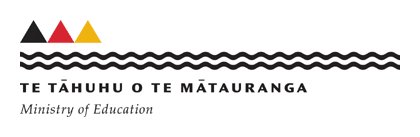 TE TĀHUHU O TE MĀTAURANGA
Ministry of Education